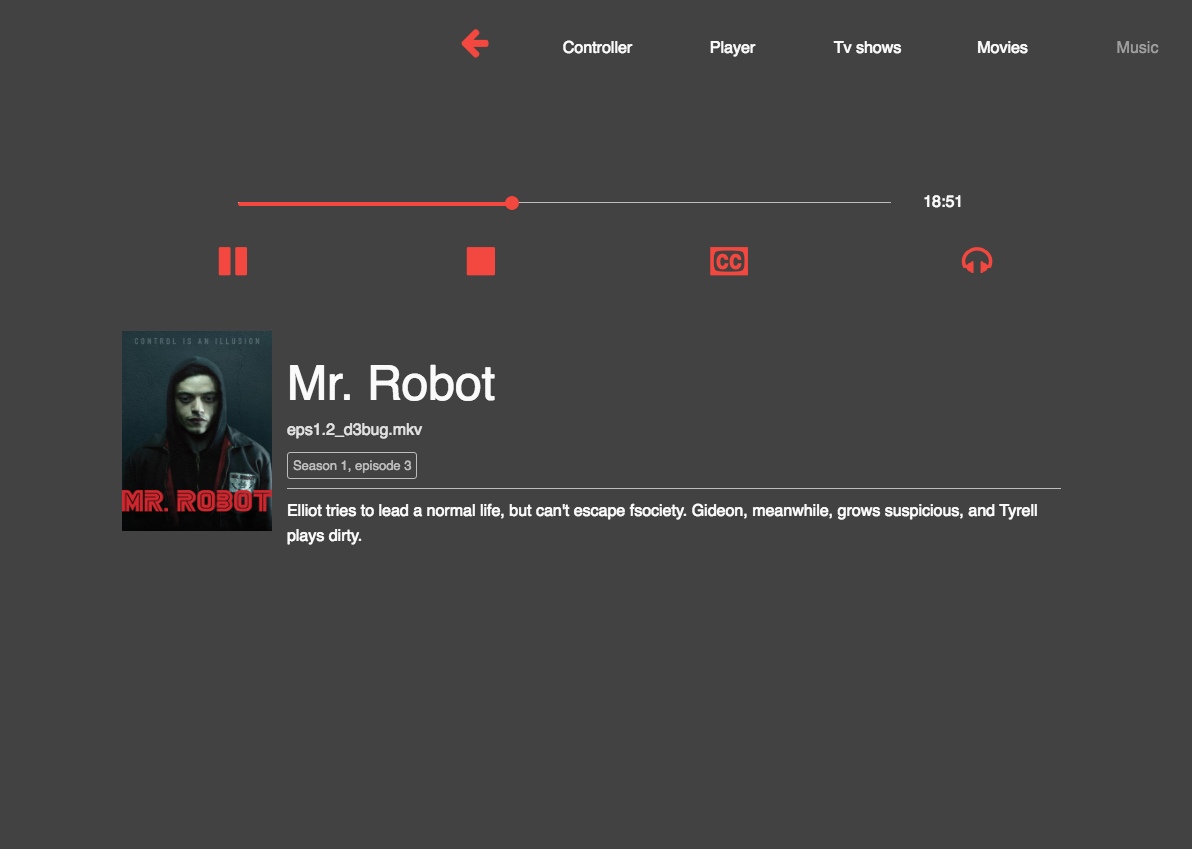 Controller Player Tv shows Movies Music
18:51
CC
CONTROL IS AN ILLUSION
MR. ROBOT
Mr. Robot
eps1.2_d3bug.mkv
Season 1, episode 3
Elliot tries to lead a normal life, but can't escape fsociety. Gideon, meanwhile, grows suspicious, and Tyrell
plays dirty.